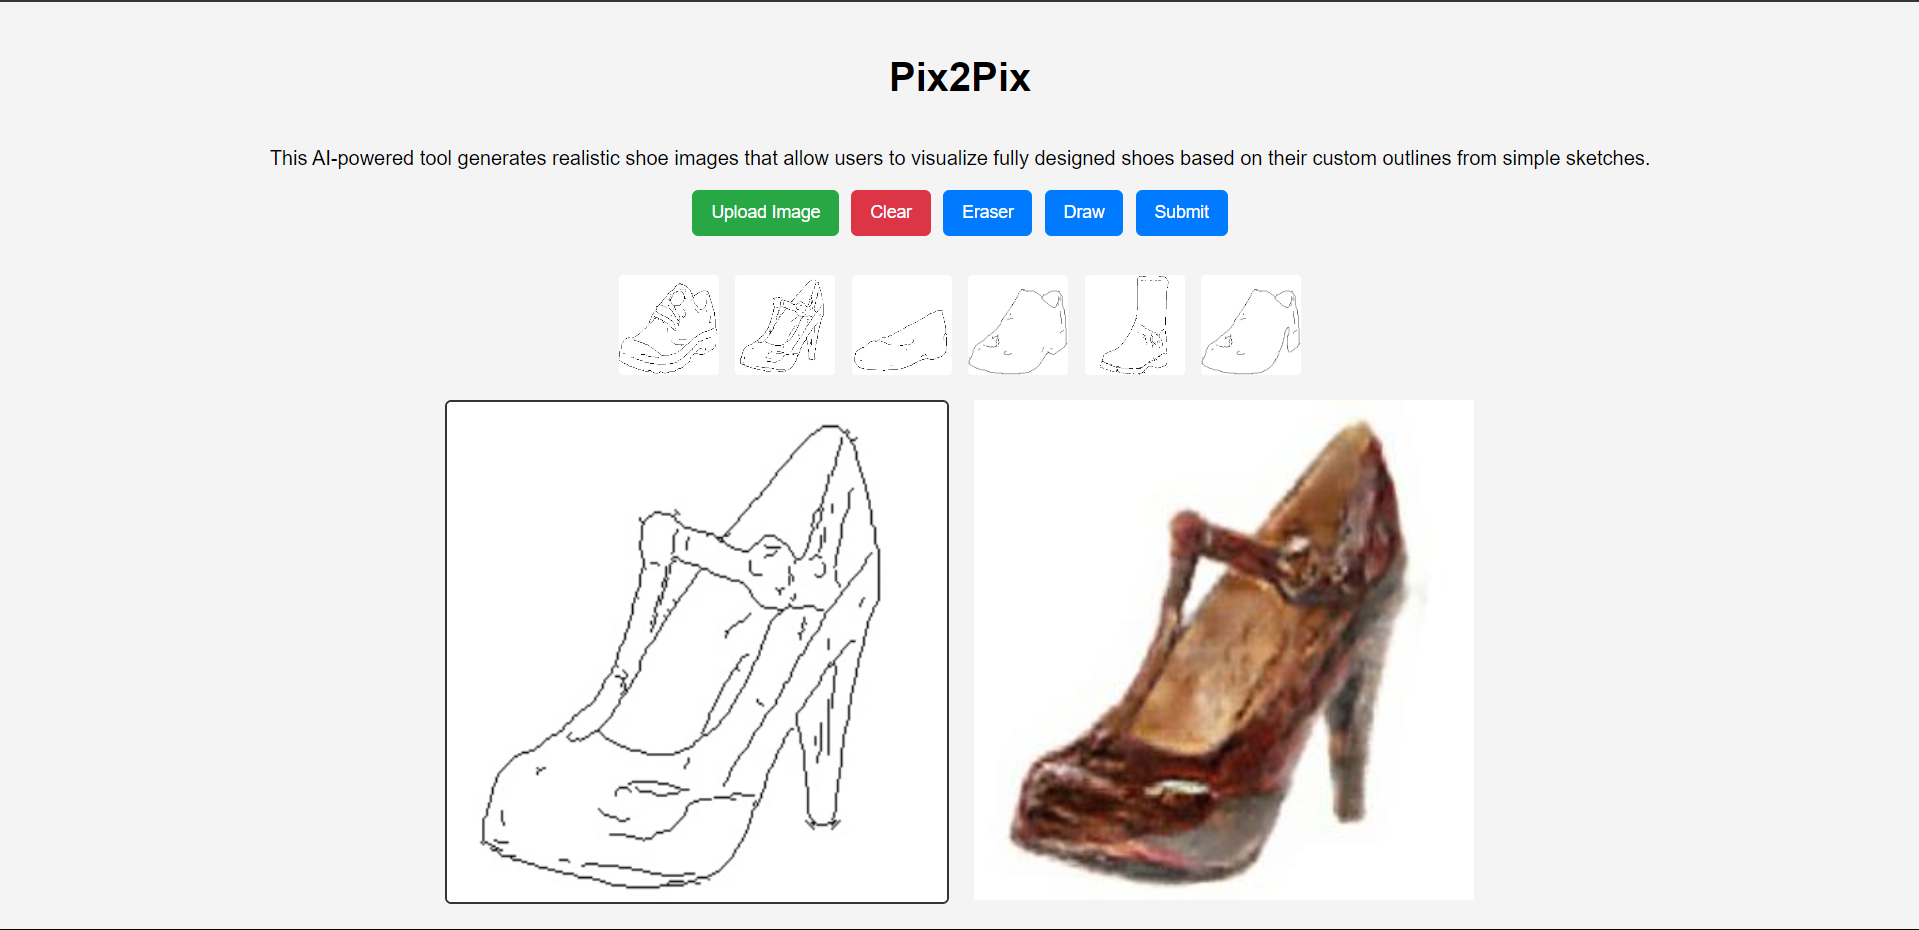 Pix2Pix
This AI-powered tool generates realistic shoe images that allow users to visualize fully designed shoes based on their custom outlines from simple sketches.
Upload Image Clear Eraser Draw Submit